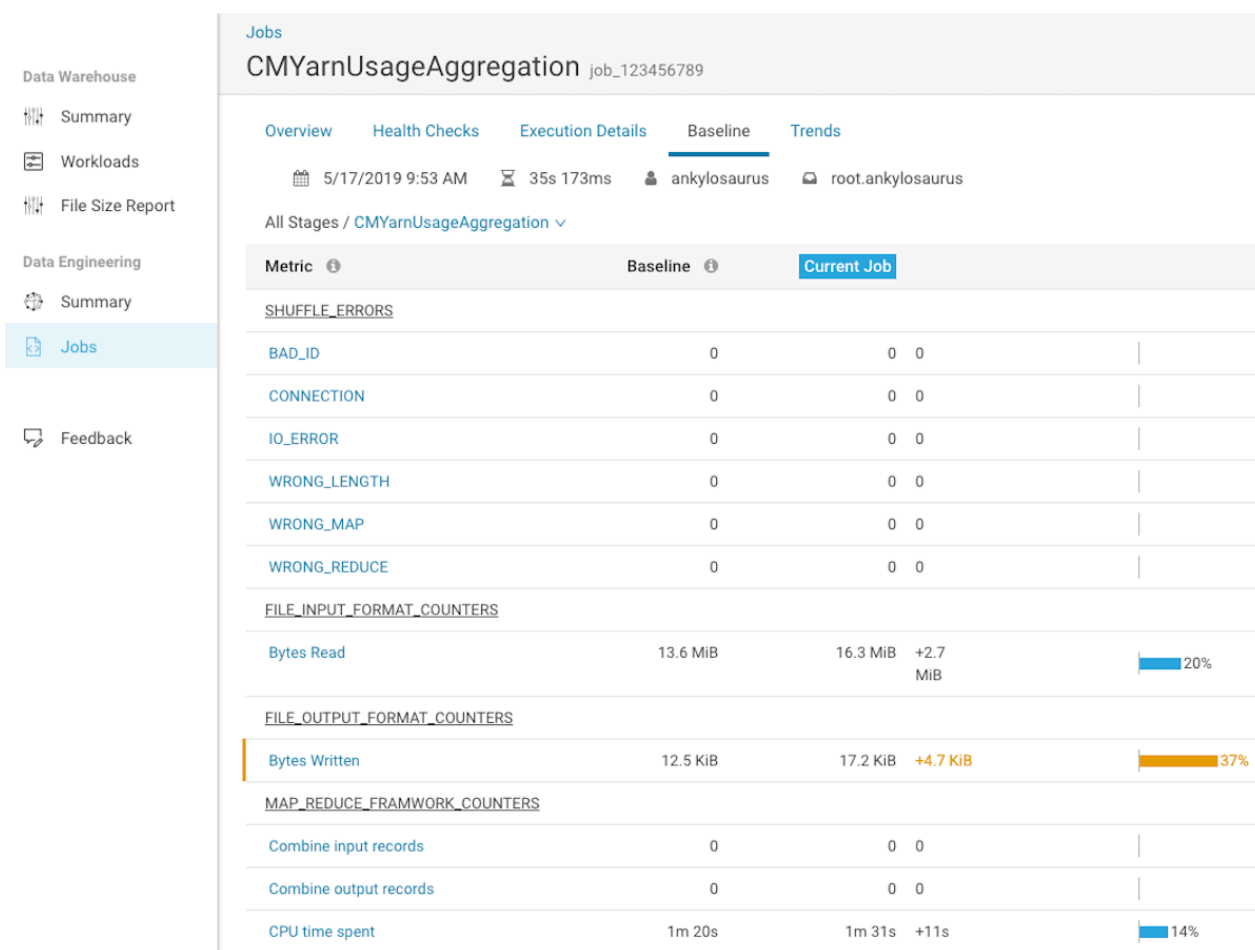 Jobs
CMYarnUsageAggregation job_123456789
Data Warehouse
Summary
Workloads
File Size Report
Data Engineering
Summary
Jobs
Feedback
Overview Health Checks Execution Details Baseline Trends
5/17/2019 9:53 AM 35s 173ms ankylosaurus root.ankylosaurus
All Stages / CMYarnUsageAggregation
Metric Baseline Current Job
SHUFFLE_ERRORS
BAD_ID 0 0 0
CONNECTION 0 0 0
IO_ERROR 0 0 0
WRONG_LENGTH 0 0 0
WRONG_MAP 0 0 0
WRONG_REDUCE 0 0 0
FILE_INPUT_FORMAT_COUNTERS
Bytes Read 13.6 MiB 16.3 MiB +2.7
MiB
20%
FILE_OUTPUT_FORMAT_COUNTERS
Bytes Written 12.5 KiB 17.2 KiB +4.7 KiB 37%
MAP_REDUCE_FRAMWORK_COUNTERS
Combine input records 0 0 0
Combine output records 0 0 0
CPU time spent 1m 20s 1m 31s +11s 14%